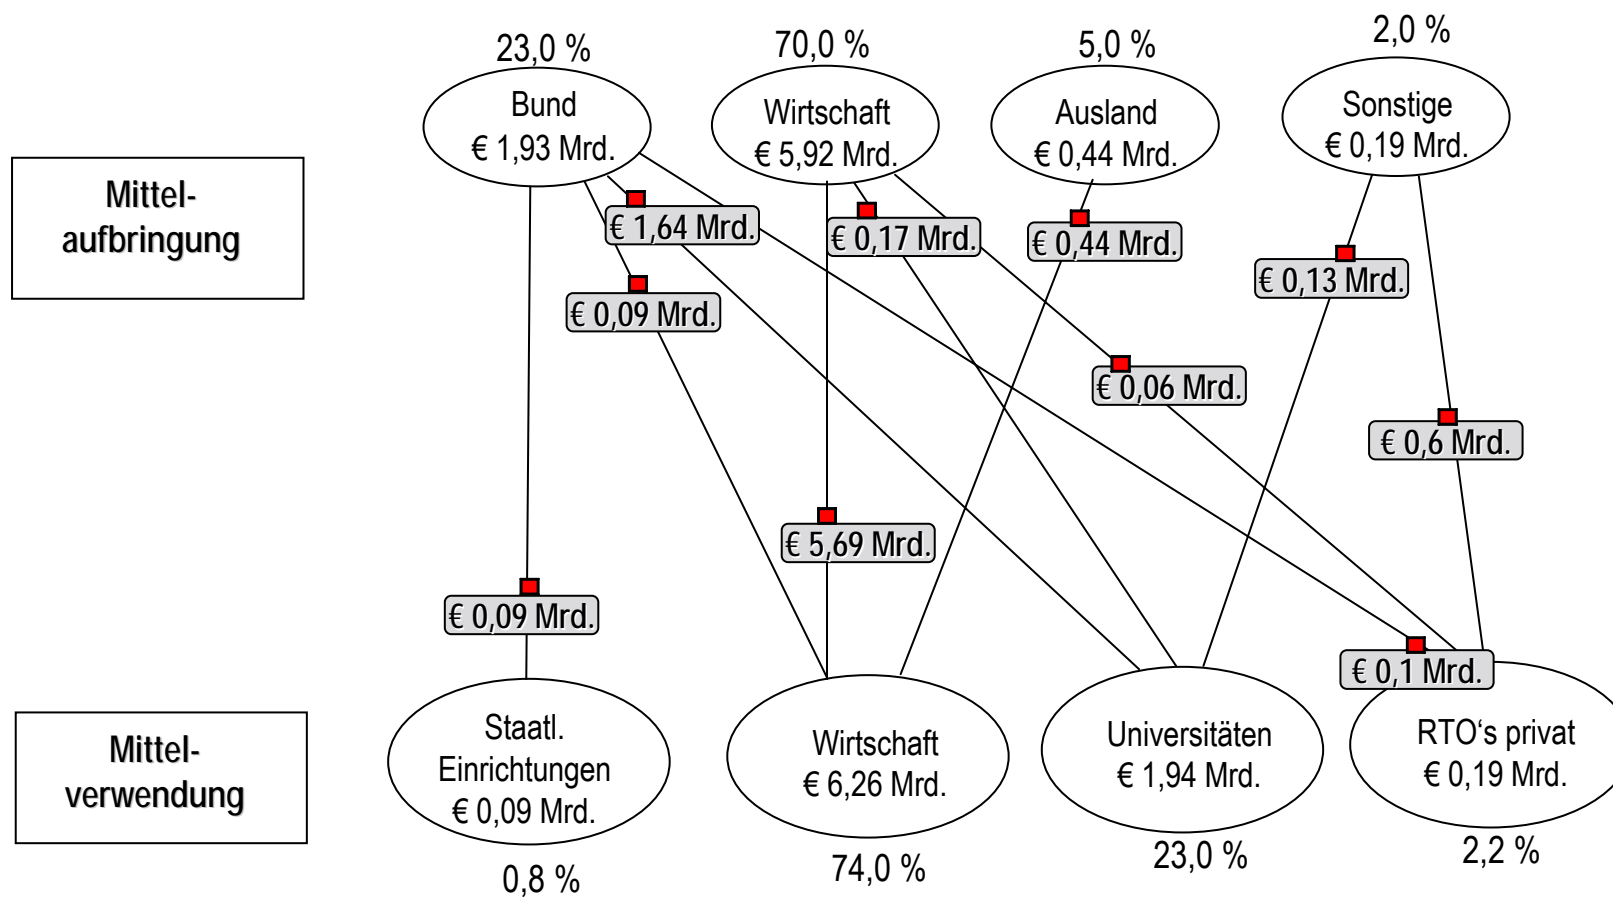 23,0 %
70,0 %
5,0 %
2,0 %
Bund
€ 1,93 Mrd.
Wirtschaft
€ 5,92 Mrd.
Ausland
€ 0,44 Mrd.
Sonstige
€ 0,19 Mrd.
Mittel-
aufbringung
€ 1,64 Mrd.
€ 0,17 Mrd.
€ 0,44 Mrd.
€ 0,13 Mrd.
€ 0,09 Mrd.
€ 0,06 Mrd.
€ 0,6 Mrd.
€ 5,69 Mrd.
€ 0,09 Mrd.
€ 0,1 Mrd.
Mittel-
verwendung
Staatl.
Einrichtungen
€ 0,09 Mrd.
Wirtschaft
€ 6,26 Mrd.
Universitäten
€ 1,94 Mrd.
RTO‘s privat
€ 0,19 Mrd.
0,8 %
74,0 %
23,0 %
2,2 %